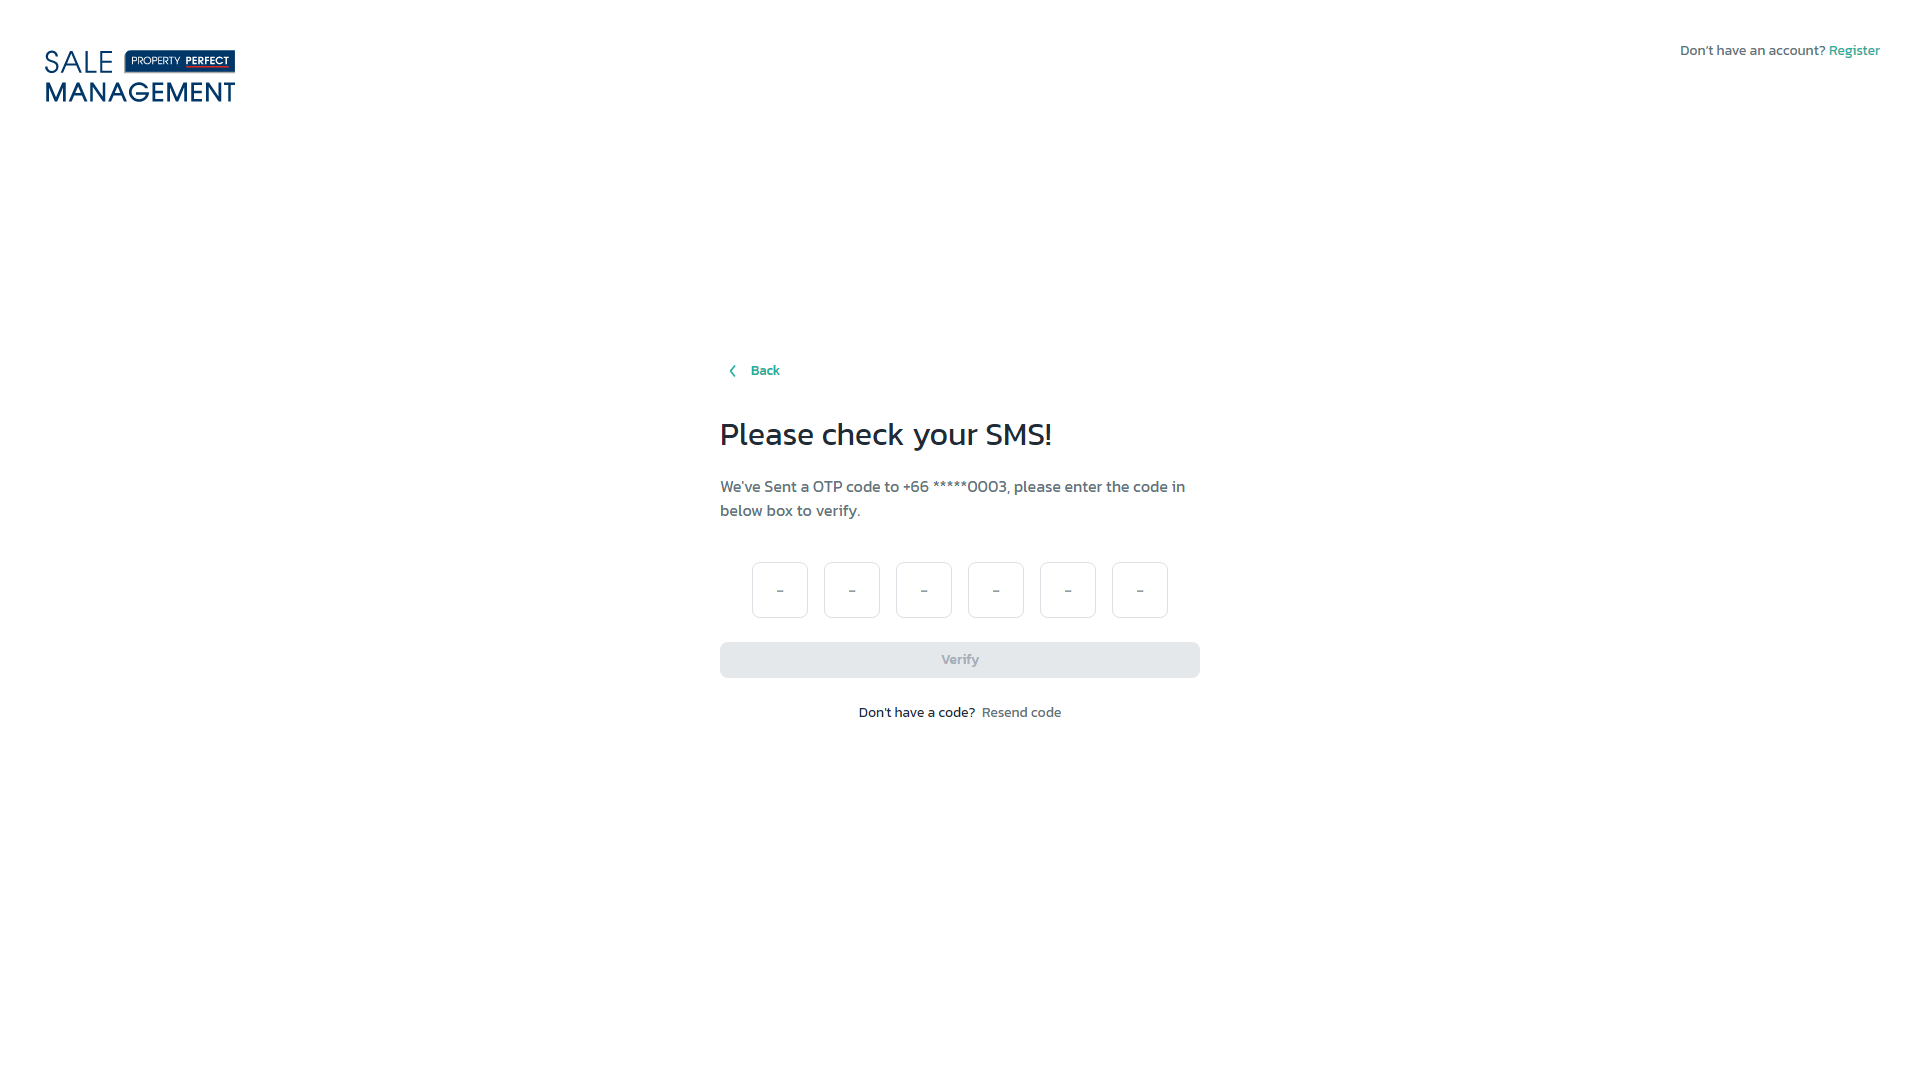 SALE PROPERTY PERFECT
MANAGEMENT
Don't have an account? Register
Back
Please check your SMS!
We've Sent a OTP code to +66 *****0003, please enter the code in
below box to verify.
- - - - - -
Verify
Don't have a code? Resend code